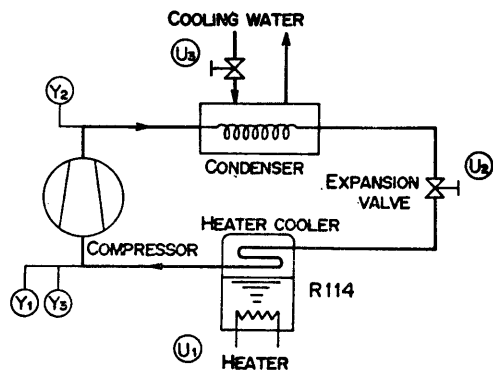 COOLING WATER
U3
Y2
CONDENSER
U2
EXPANSION
VALVE
HEATER COOLER
COMPRESSOR
R114
Y1
Y3
U1
HEATER